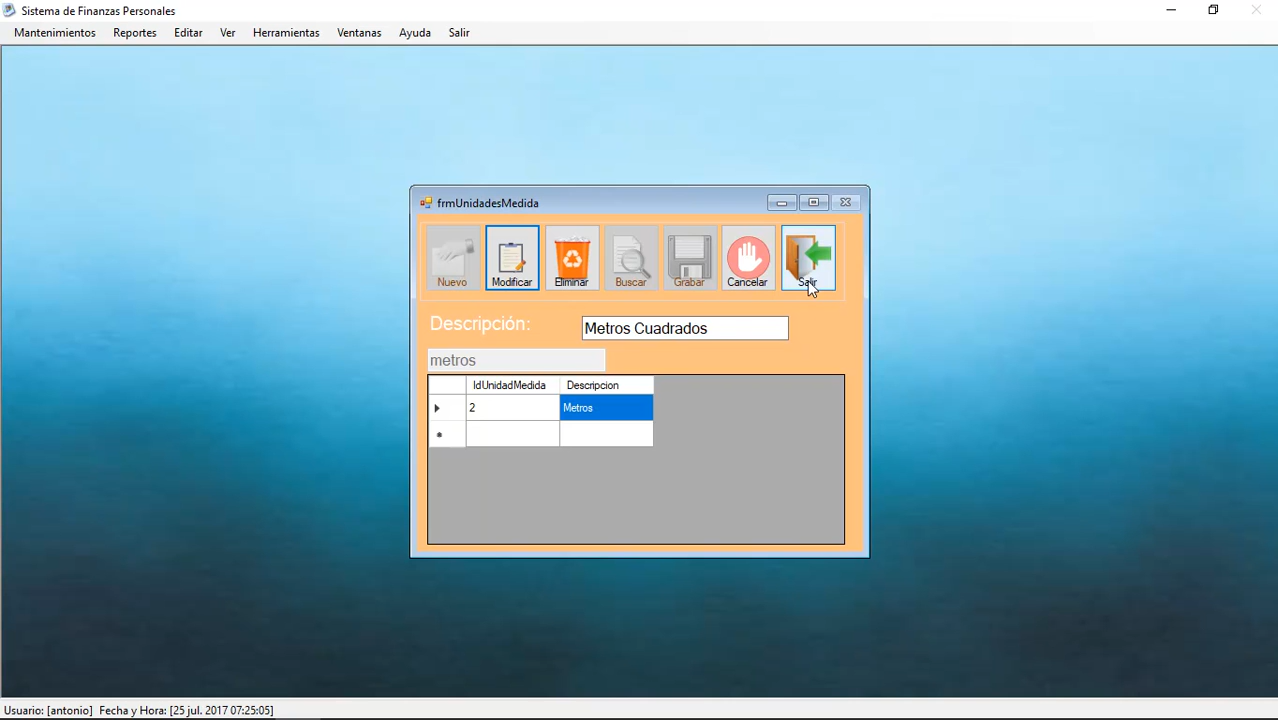 Sistema de Finanzas Personales
Mantenimientos Reportes Editar Ver Herramientas Ventanas Ayuda Salir
frmUnidadesMedida
Nuevo Modificar Eliminar Buscar Grabar Cancelar Salir
Descripción: Metros Cuadrados
metros
IdUnidadMedida Descripcion
2 Metros
Usuario: [antonio] Fecha y Hora: [25 jul. 2017 07:25:05]